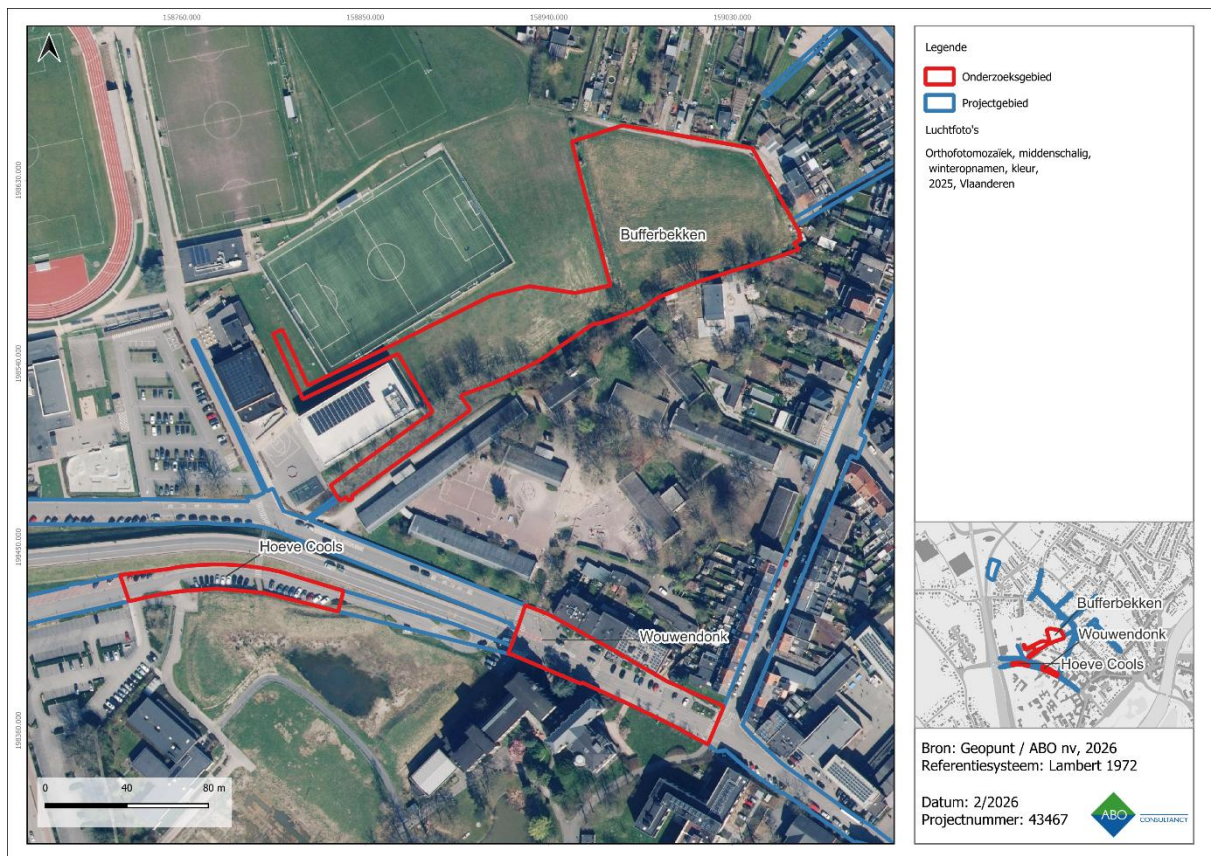 158760.000
158850.000
158940.000
159030.000
198630.000
198540.000
198450.000
198360.000
Bufferbekken
Hoeve Cools
Wouwendonk
0
40
80 m
Legende
Onderzoeksgebied
Projectgebied
Luchtfoto's
Orthofotomozaïek, middenschalig,
winteropnamen, kleur,
2025, Vlaanderen
Bufferbekken
Wouwendonk
Hoeve Cools
Bron: Geopunt / ABO nv, 2026
Referentiesysteem: Lambert 1972
Datum: 2/2026
Projectnummer: 43467
ABO
CONSULTANCY